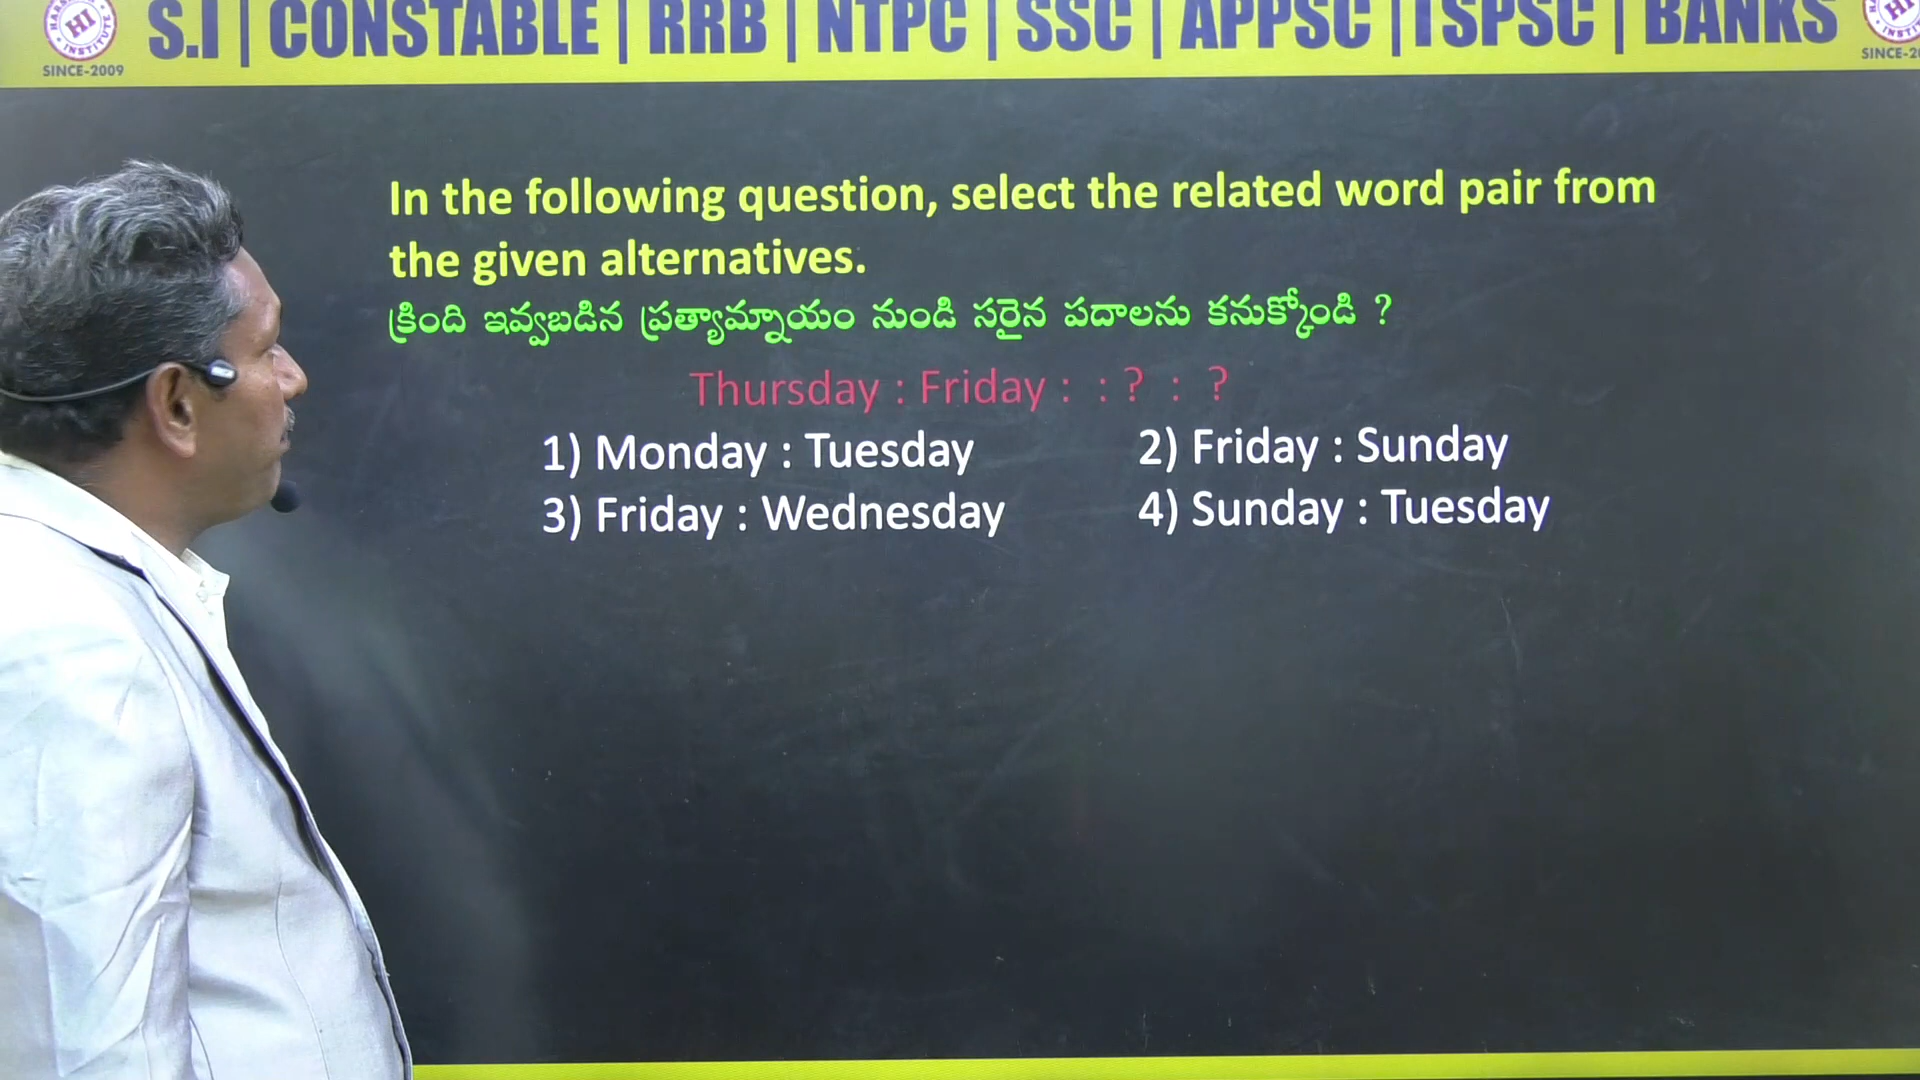 S.I | CONSTABLE | RRB | NTPC | SSC | APPSC | TSPSC | BANKS
SINCE-2009
In the following question, select the related word pair from
the given alternatives.
క్రింది ఇవ్వబడిన ప్రత్యామ్నాయం నుండి సరైన పదాలను కనుక్కోండి ?
Thursday : Friday : : ? : ?
1) Monday : Tuesday 2) Friday : Sunday
3) Friday : Wednesday 4) Sunday : Tuesday